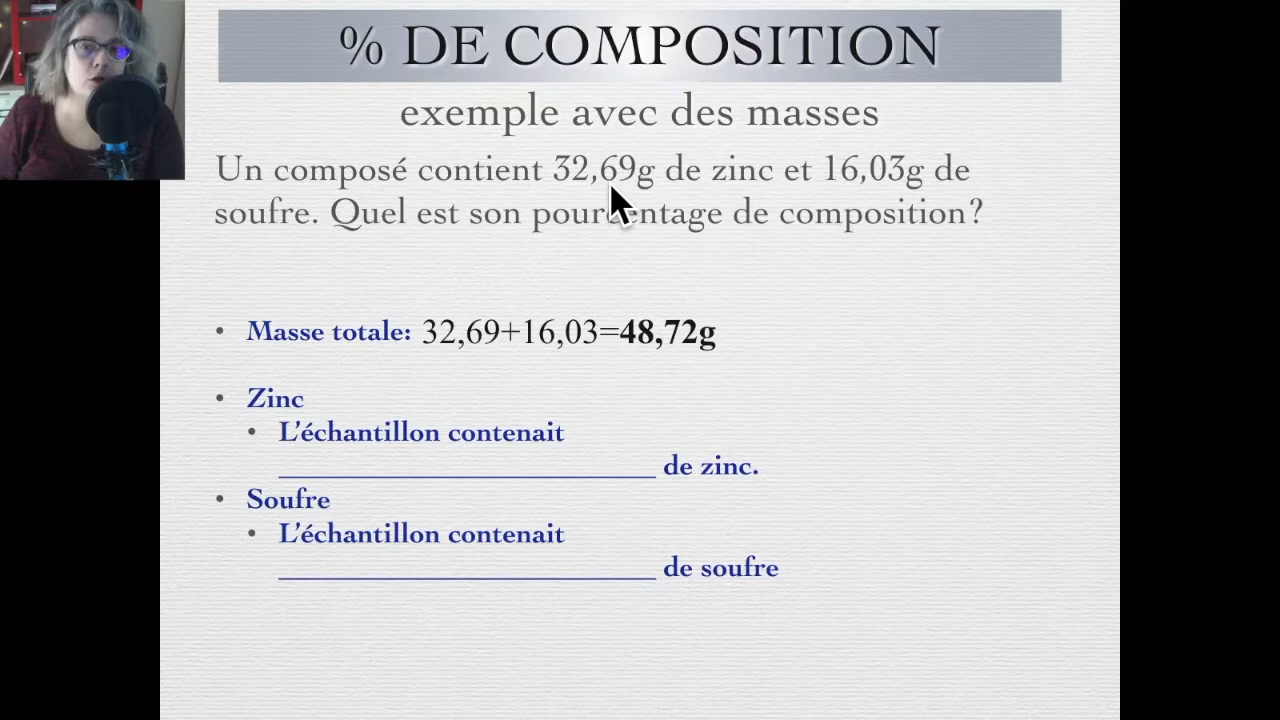 % DE COMPOSITION
exemple avec des masses
Un composé contient 32,69g de zinc et 16,03g de
soufre. Quel est son pourcentage de composition?
• Masse totale: 32,69+16,03=48,72g
• Zinc
• L'échantillon contenait
___________________________ de zinc.
• Soufre
• L'échantillon contenait
___________________________ de soufre